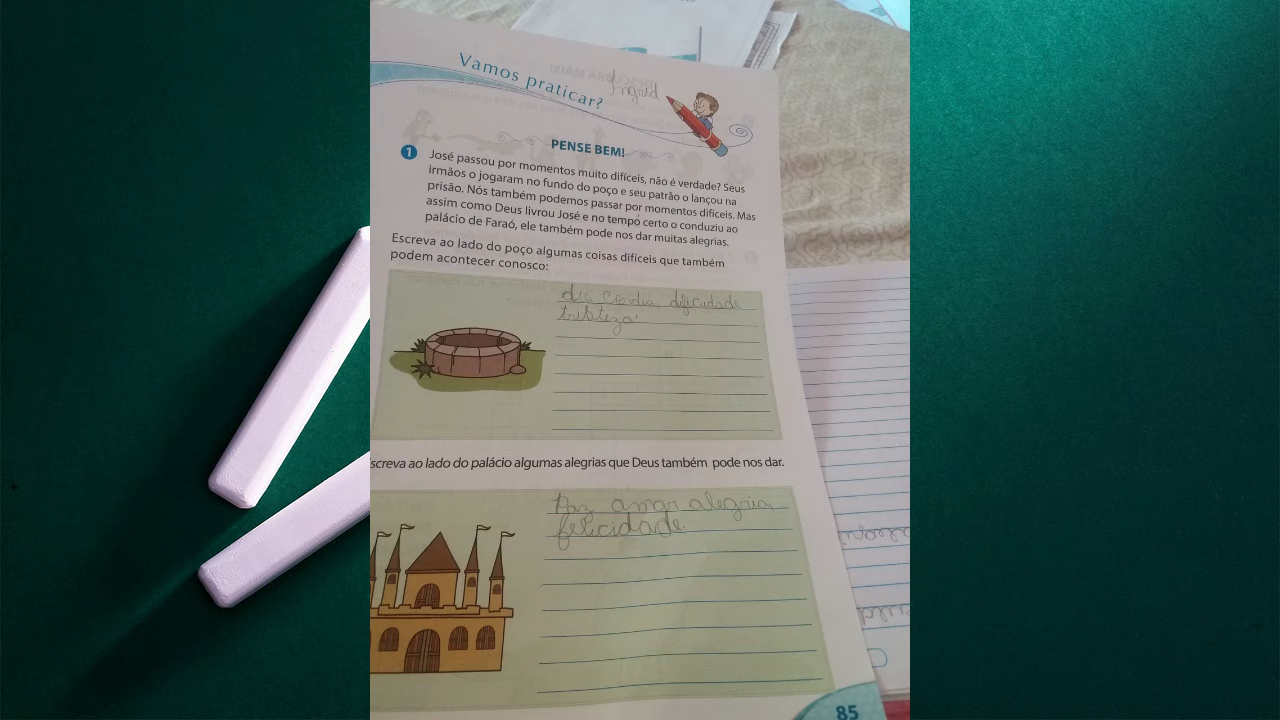 Vamos praticar?
Ingrid
PENSE BEM!
1 José passou por momentos muito difíceis, não é verdade? Seus
irmãos o jogaram no fundo do poço e seu patrão o lançou na
prisão. Nós também podemos passar por momentos difíceis. Mas
assim como Deus livrou José e no tempo certo o conduziu ao
palácio de Faraó, ele também pode nos dar muitas alegrias.
Escreva ao lado do poço algumas coisas difíceis que também
podem acontecer conosco:
dificudade
tristeza
screva ao lado do palácio algumas alegrias que Deus também pode nos dar.
Paz amor alegria
felicidade
85